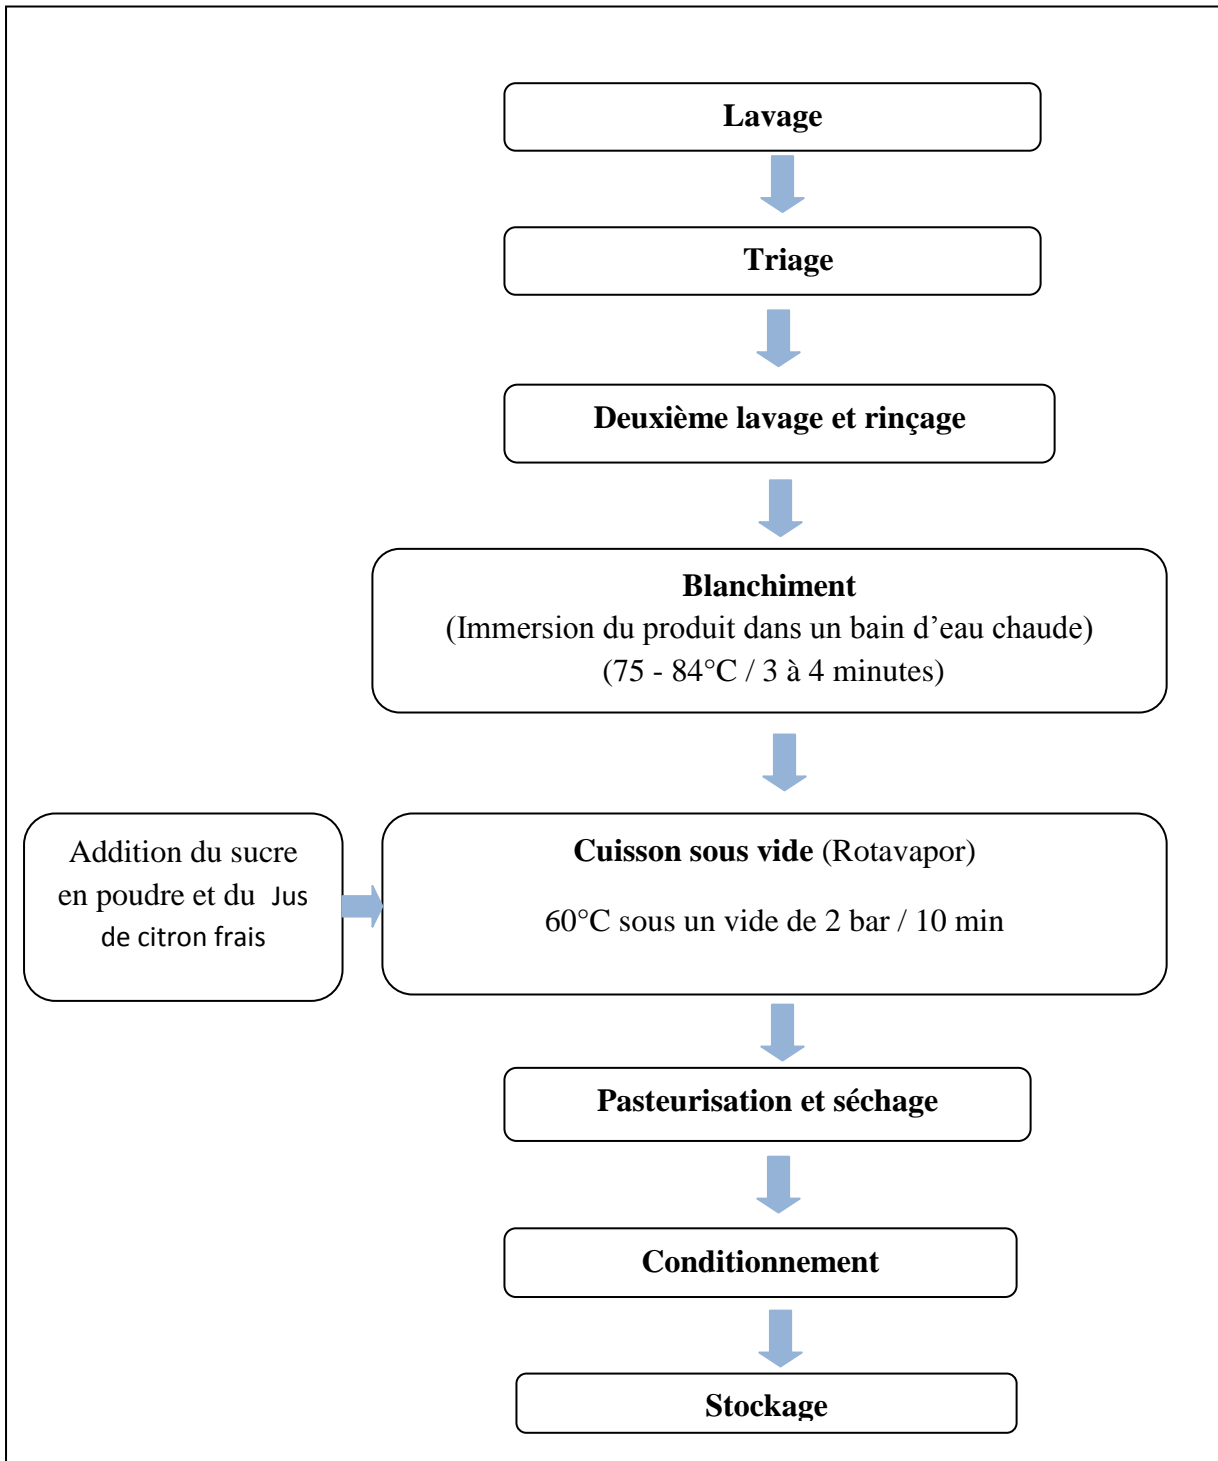 Lavage
Triage
Deuxième lavage et rinçage
Blanchiment
(Immersion du produit dans un bain d’eau chaude)
(75 - 84°C / 3 à 4 minutes)
Addition du sucre
en poudre et du Jus
de citron frais
Cuisson sous vide (Rotavapor)
60°C sous un vide de 2 bar / 10 min
Pasteurisation et séchage
Conditionnement
Stockage